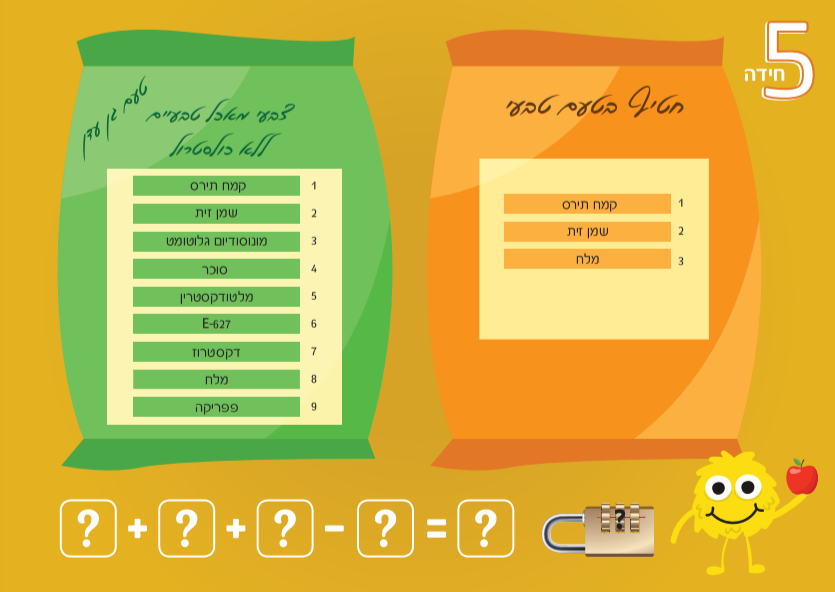 חידה 5
חטיף בטעם טבעי
1 קמח תירס
2 שמן זית
3 מלח
טעם גן עדן
צבעי מאכל טבעיים
ללא כולסטרול
1 קמח תירס
2 שמן זית
3 מונוסודיום גלוטומט
4 סוכר
5 מלטודקסטרין
6 E-627
7 דקסטרוז
8 מלח
9 פפריקה
? + ? + ? - ? = ?
?